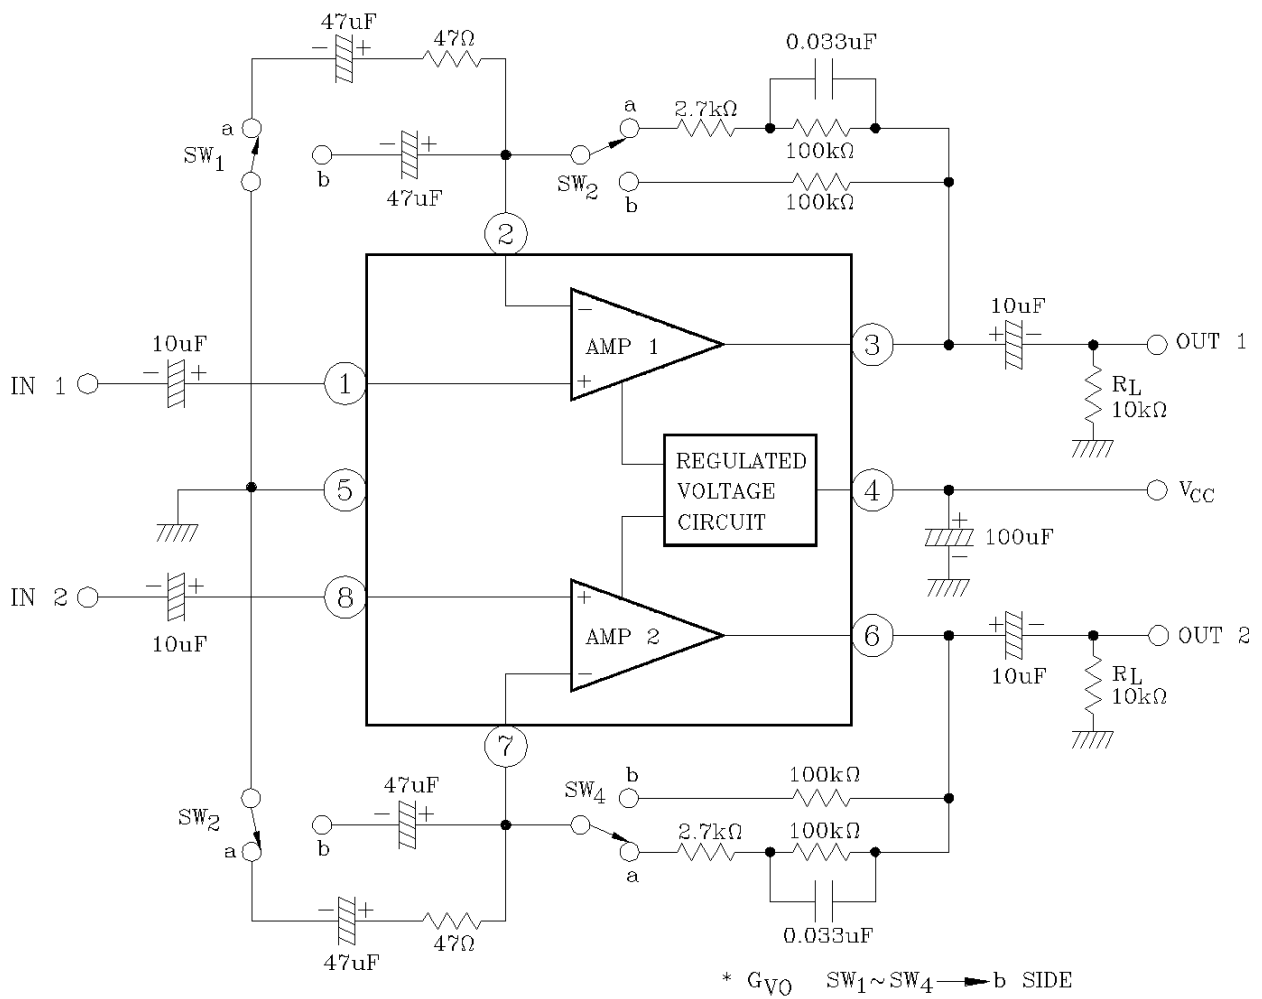 47uF
− + 47Ω
0.033uF
a
a 2.7kΩ
SW1 − +
100kΩ
b SW2
47uF b 100kΩ
2
−
10uF AMP 1 10uF
3 + − OUT 1
− +
IN 1 1 +
RL
10kΩ
REGULATED
5 VOLTAGE 4 VCC
CIRCUIT + 100uF
−
− +
IN 2 8 +
10uF AMP 2 6 + − OUT 2
−
10uF RL
10kΩ
7
b 100kΩ
47uF SW4
SW2 − +
b 2.7kΩ 100kΩ
a
a
− +
47Ω 0.033uF
47uF
* GVO SW1~SW4 → b SIDE